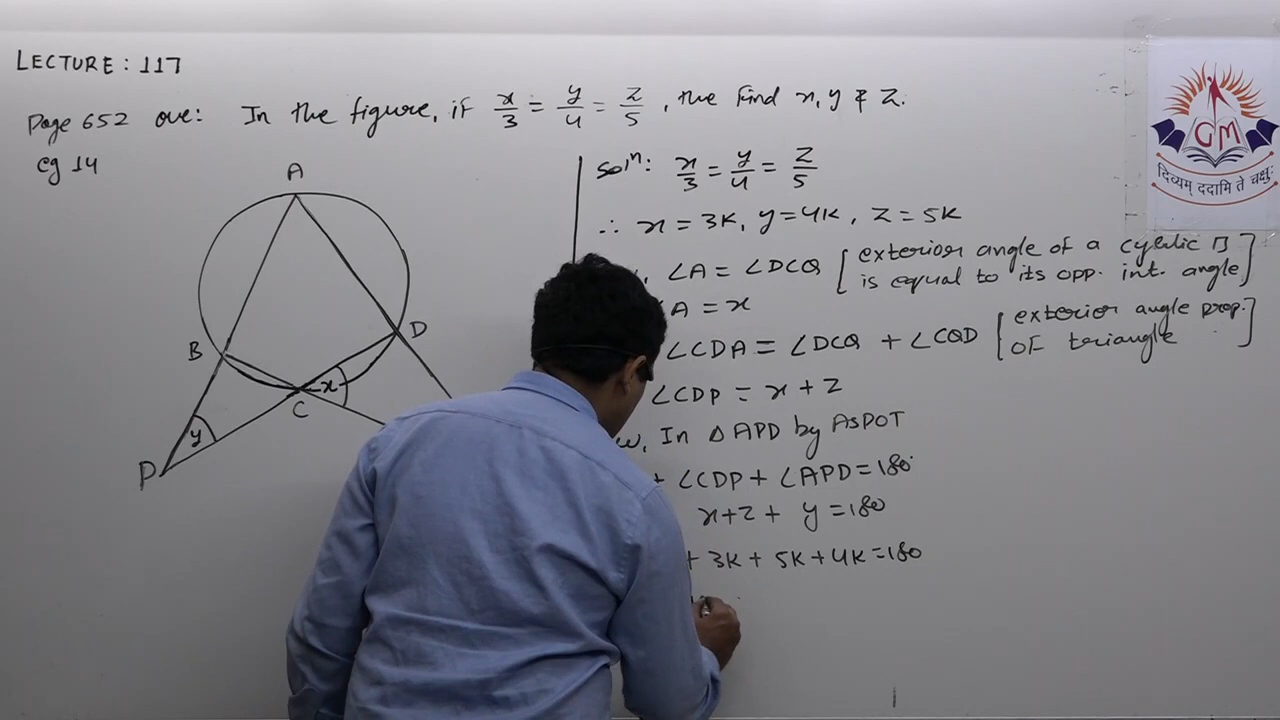 LECTURE : 117
Page 652 Que: In the figure, if x/3 = y/4 = z/5 , the find x, y & z.
eg 14
A
B
D
C
x
y
P
Solⁿ: x/3 = y/4 = z/5
∴ x = 3K, y = 4K, z = 5K
∠A = ∠DCQ [exterior angle of a cyclic
is equal to its opp. int. angle]
A = x
∠CDA = ∠DCQ + ∠CQD [exterior angle prop.
of triangle]
∠CDP = x + z
In △APD by ASPOT
+ ∠CDP + ∠APD = 180°
x + z + y = 180
+ 3K + 5K + 4K = 180
GM
दिव्यम् ददामि ते चक्षुः